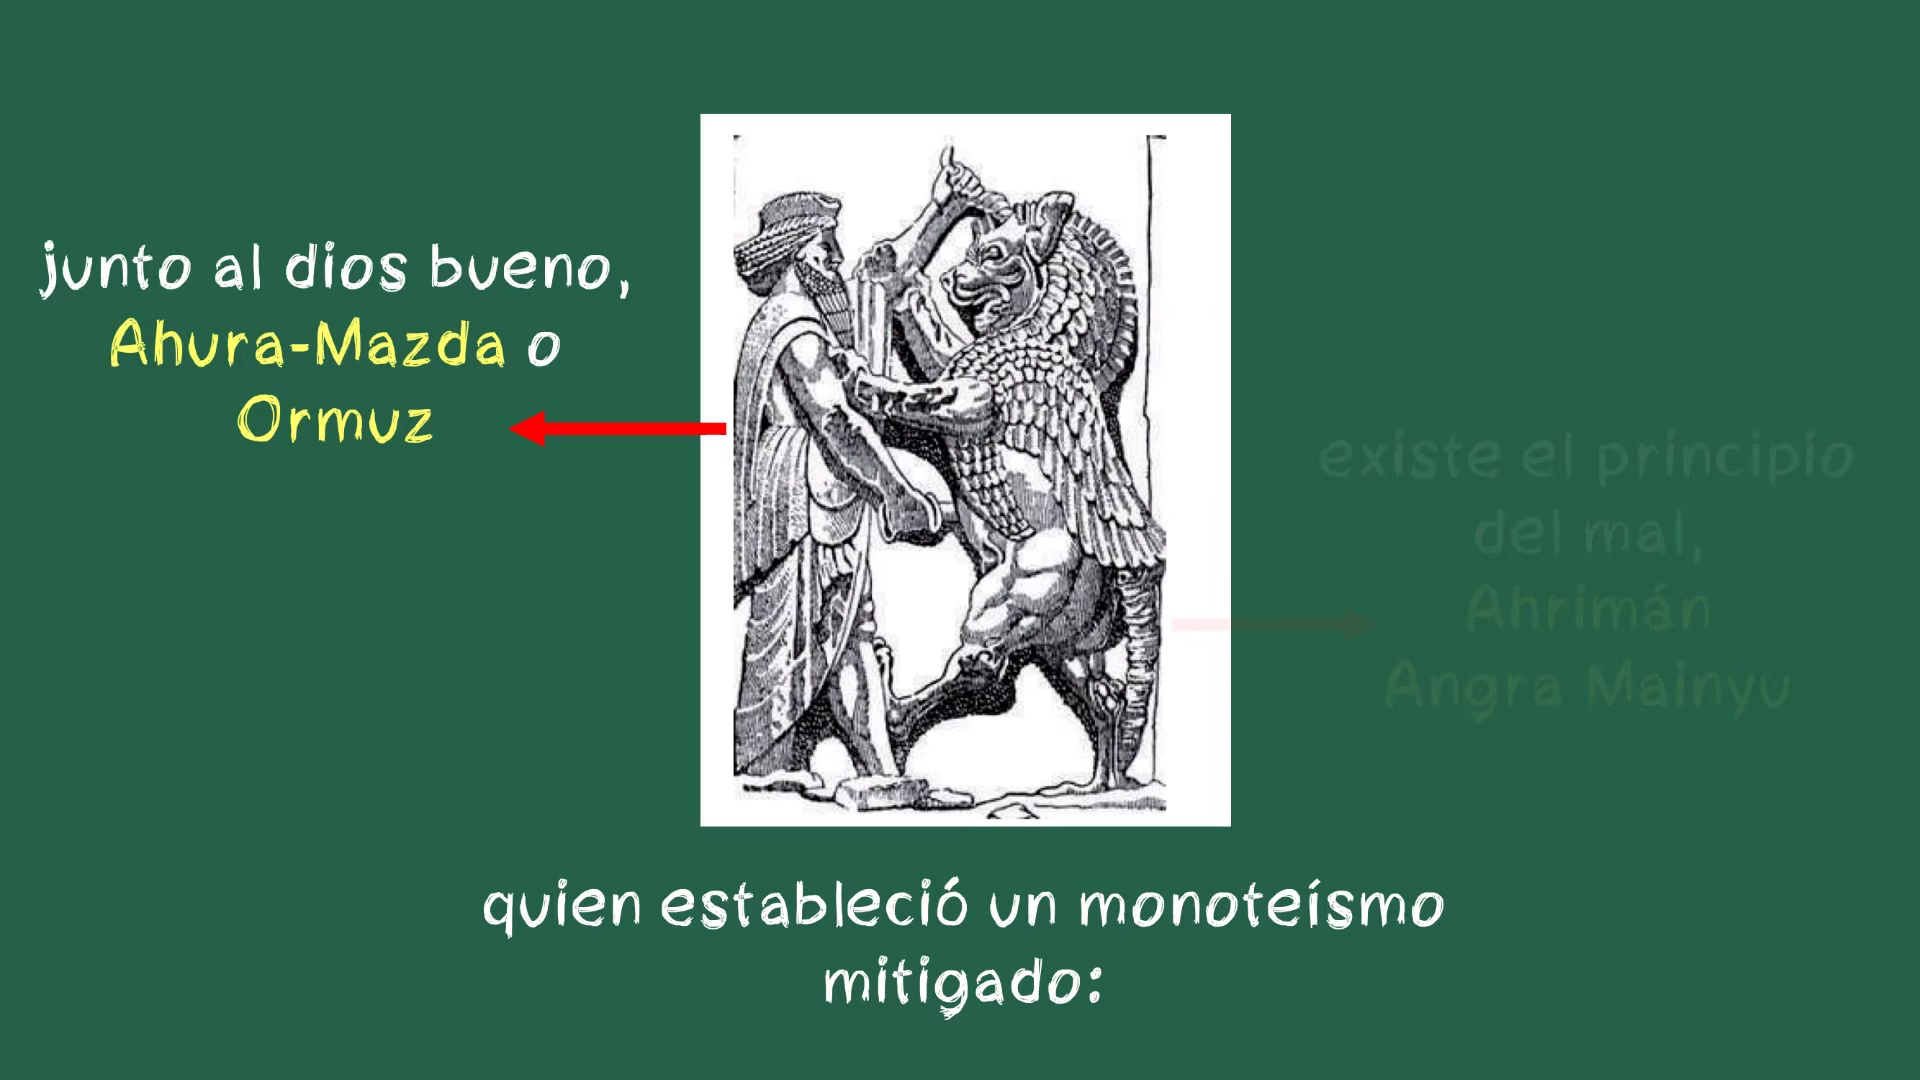 junto al dios bueno,
Ahura-Mazda o
Ormuz
existe el principio
del mal,
Ahrimán
Angra Mainyu
quien estableció un monoteísmo
mitigado: